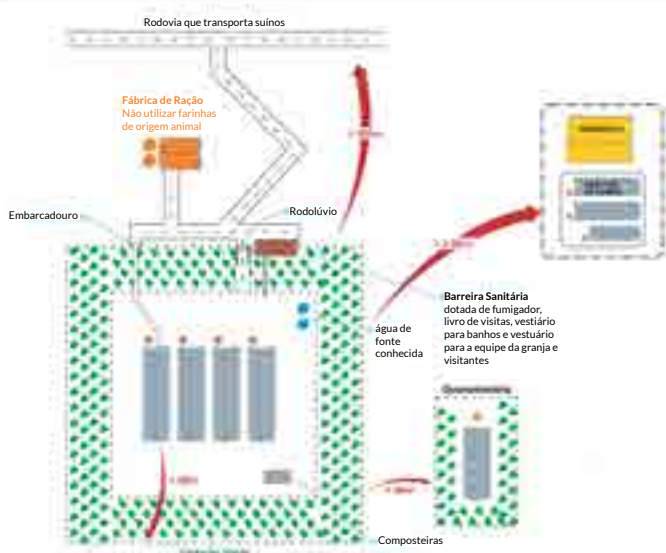 Rodovia que transporta suínos
Fábrica de Ração
Não utilizar farinhas
de origem animal
Embarcadouro
Rodolúvio
Barreira Sanitária
dotada de fumigador,
livro de visitas, vestiário
para banhos e vestuário
para a equipe da granja e
visitantes
água de
fonte
conhecida
Composteiras